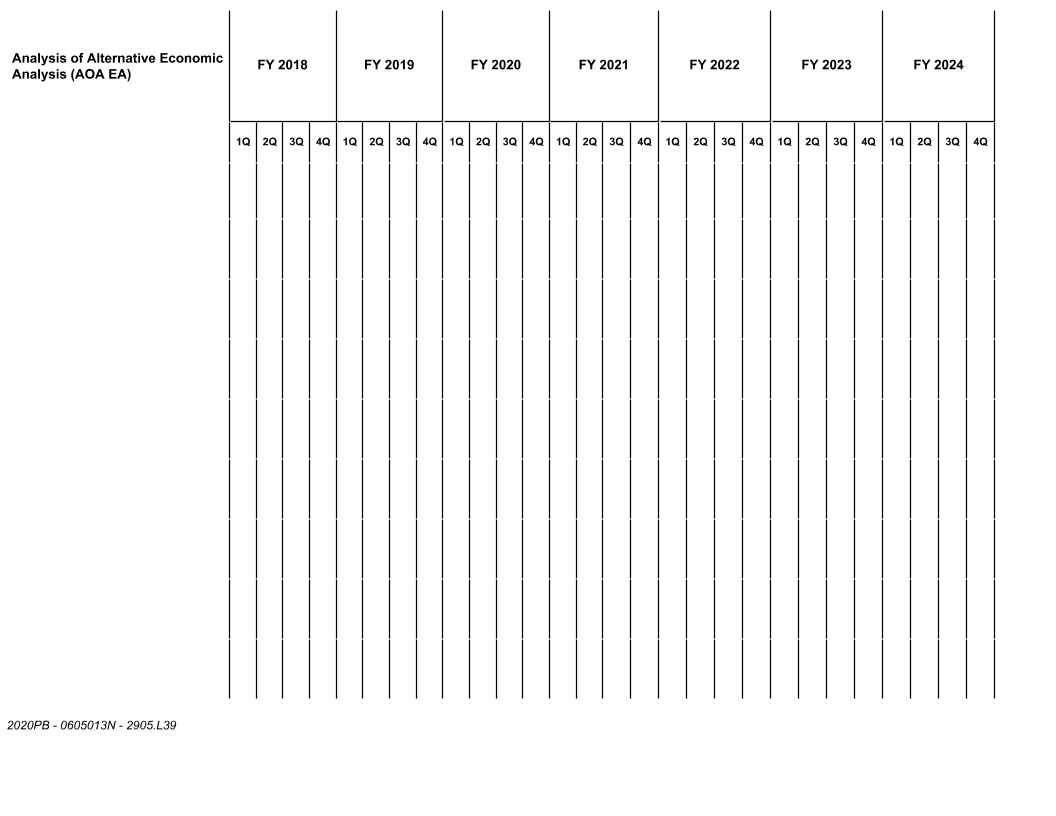 Analysis of Alternative Economic
Analysis (AOA EA)
FY 2018 FY 2019 FY 2020 FY 2021 FY 2022 FY 2023 FY 2024
1Q 2Q 3Q 4Q 1Q 2Q 3Q 4Q 1Q 2Q 3Q 4Q 1Q 2Q 3Q 4Q 1Q 2Q 3Q 4Q 1Q 2Q 3Q 4Q 1Q 2Q 3Q 4Q
2020PB - 0605013N - 2905.L39